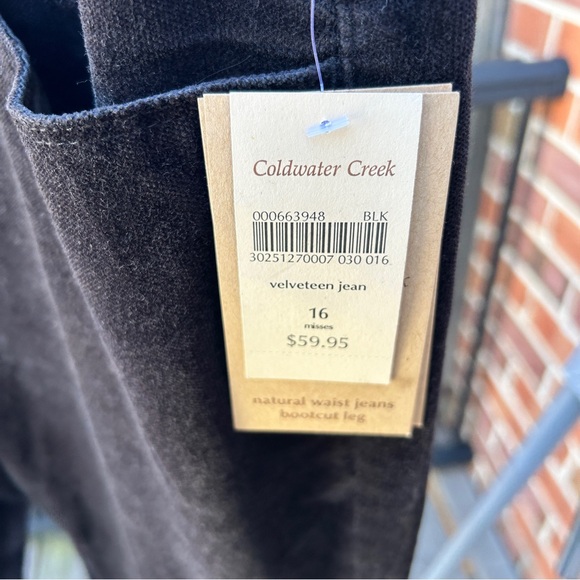 Coldwater Creek
000663948 BLK
30251270007 030 016
velveteen jean
16
misses
$59.95
natural waist jeans
bootcut leg